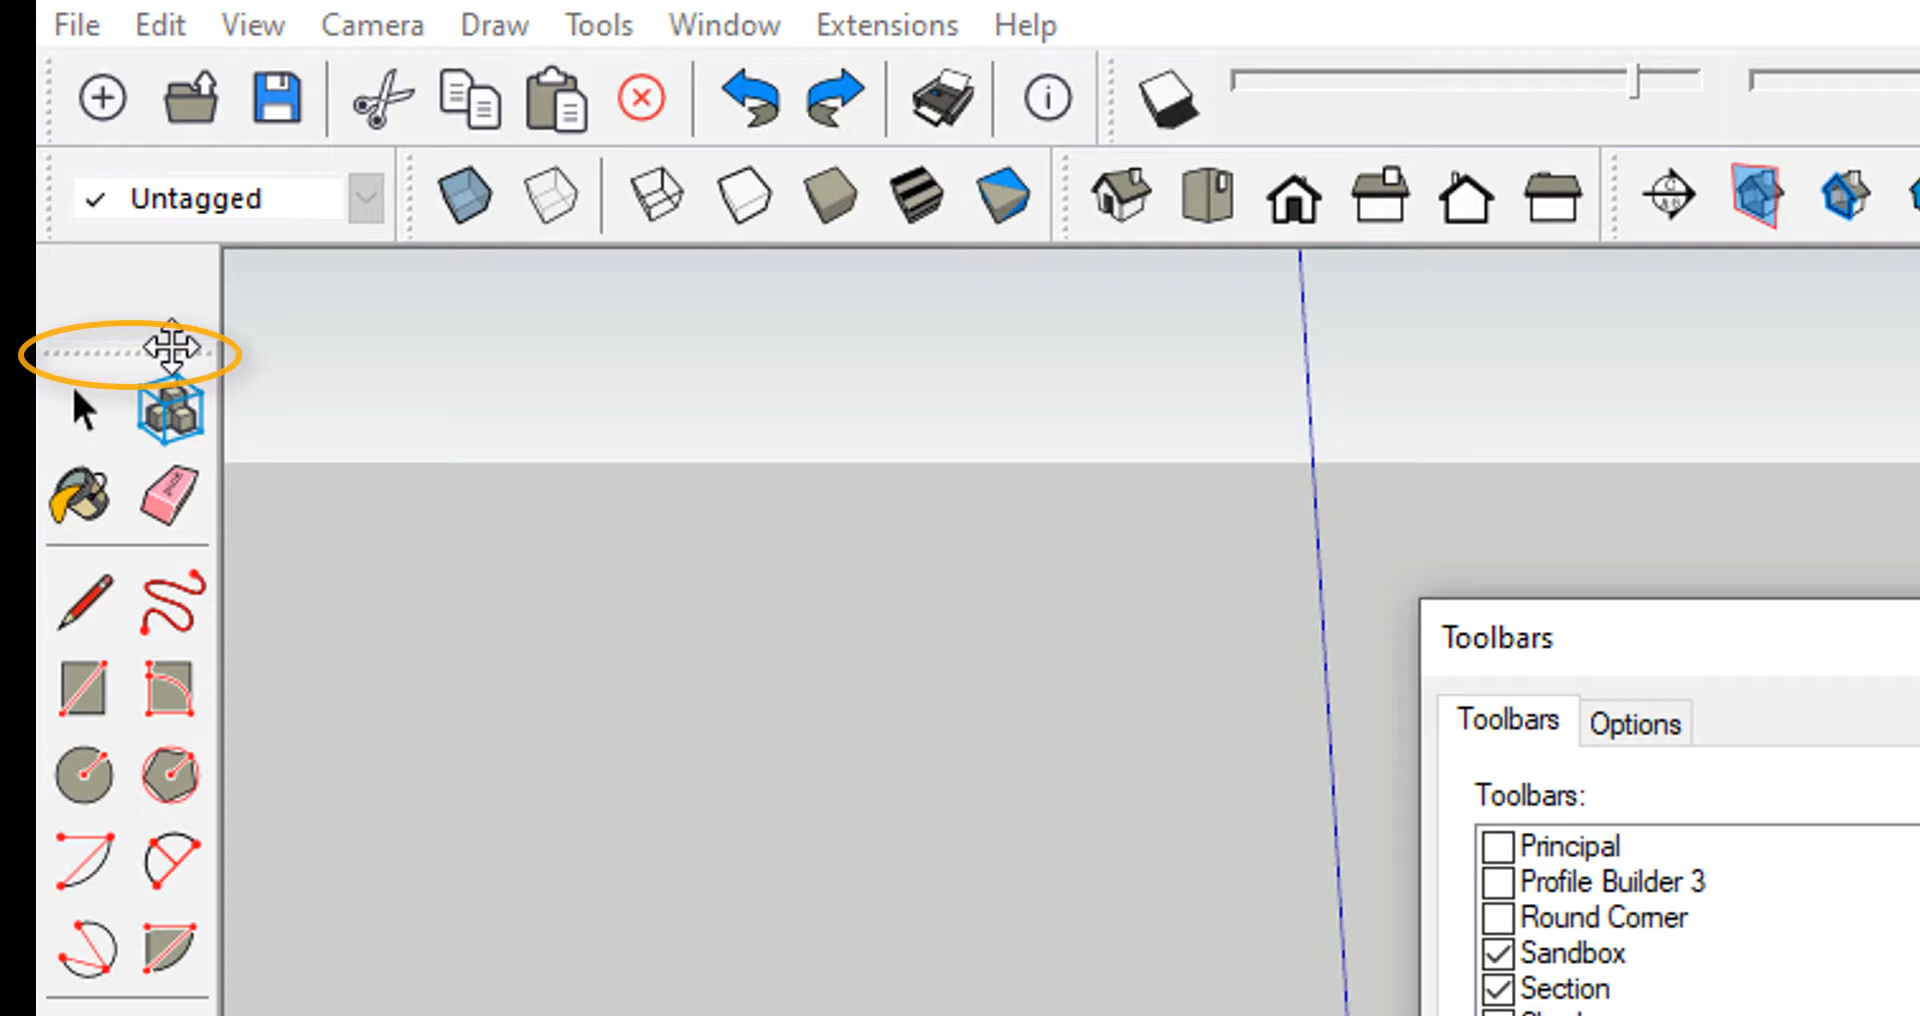 File Edit View Camera Draw Tools Window Extensions Help
Untagged
Toolbars
Toolbars Options
Toolbars:
Principal
Profile Builder 3
Round Corner
Sandbox
Section